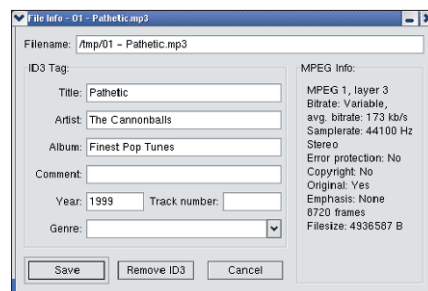 File Info - 01 - Pathetic.mp3
Filename: /tmp/01 - Pathetic.mp3
ID3 Tag:
Title: Pathetic
Artist: The Cannonballs
Album: Finest Pop Tunes
Comment:
Year: 1999 Track number:
Genre:
Save Remove ID3 Cancel
MPEG Info:
MPEG 1, layer 3
Bitrate: Variable,
avg. bitrate: 173 kb/s
Samplerate: 44100 Hz
Stereo
Error protection: No
Copyright: No
Original: Yes
Emphasis: None
8720 frames
Filesize: 4936587 B